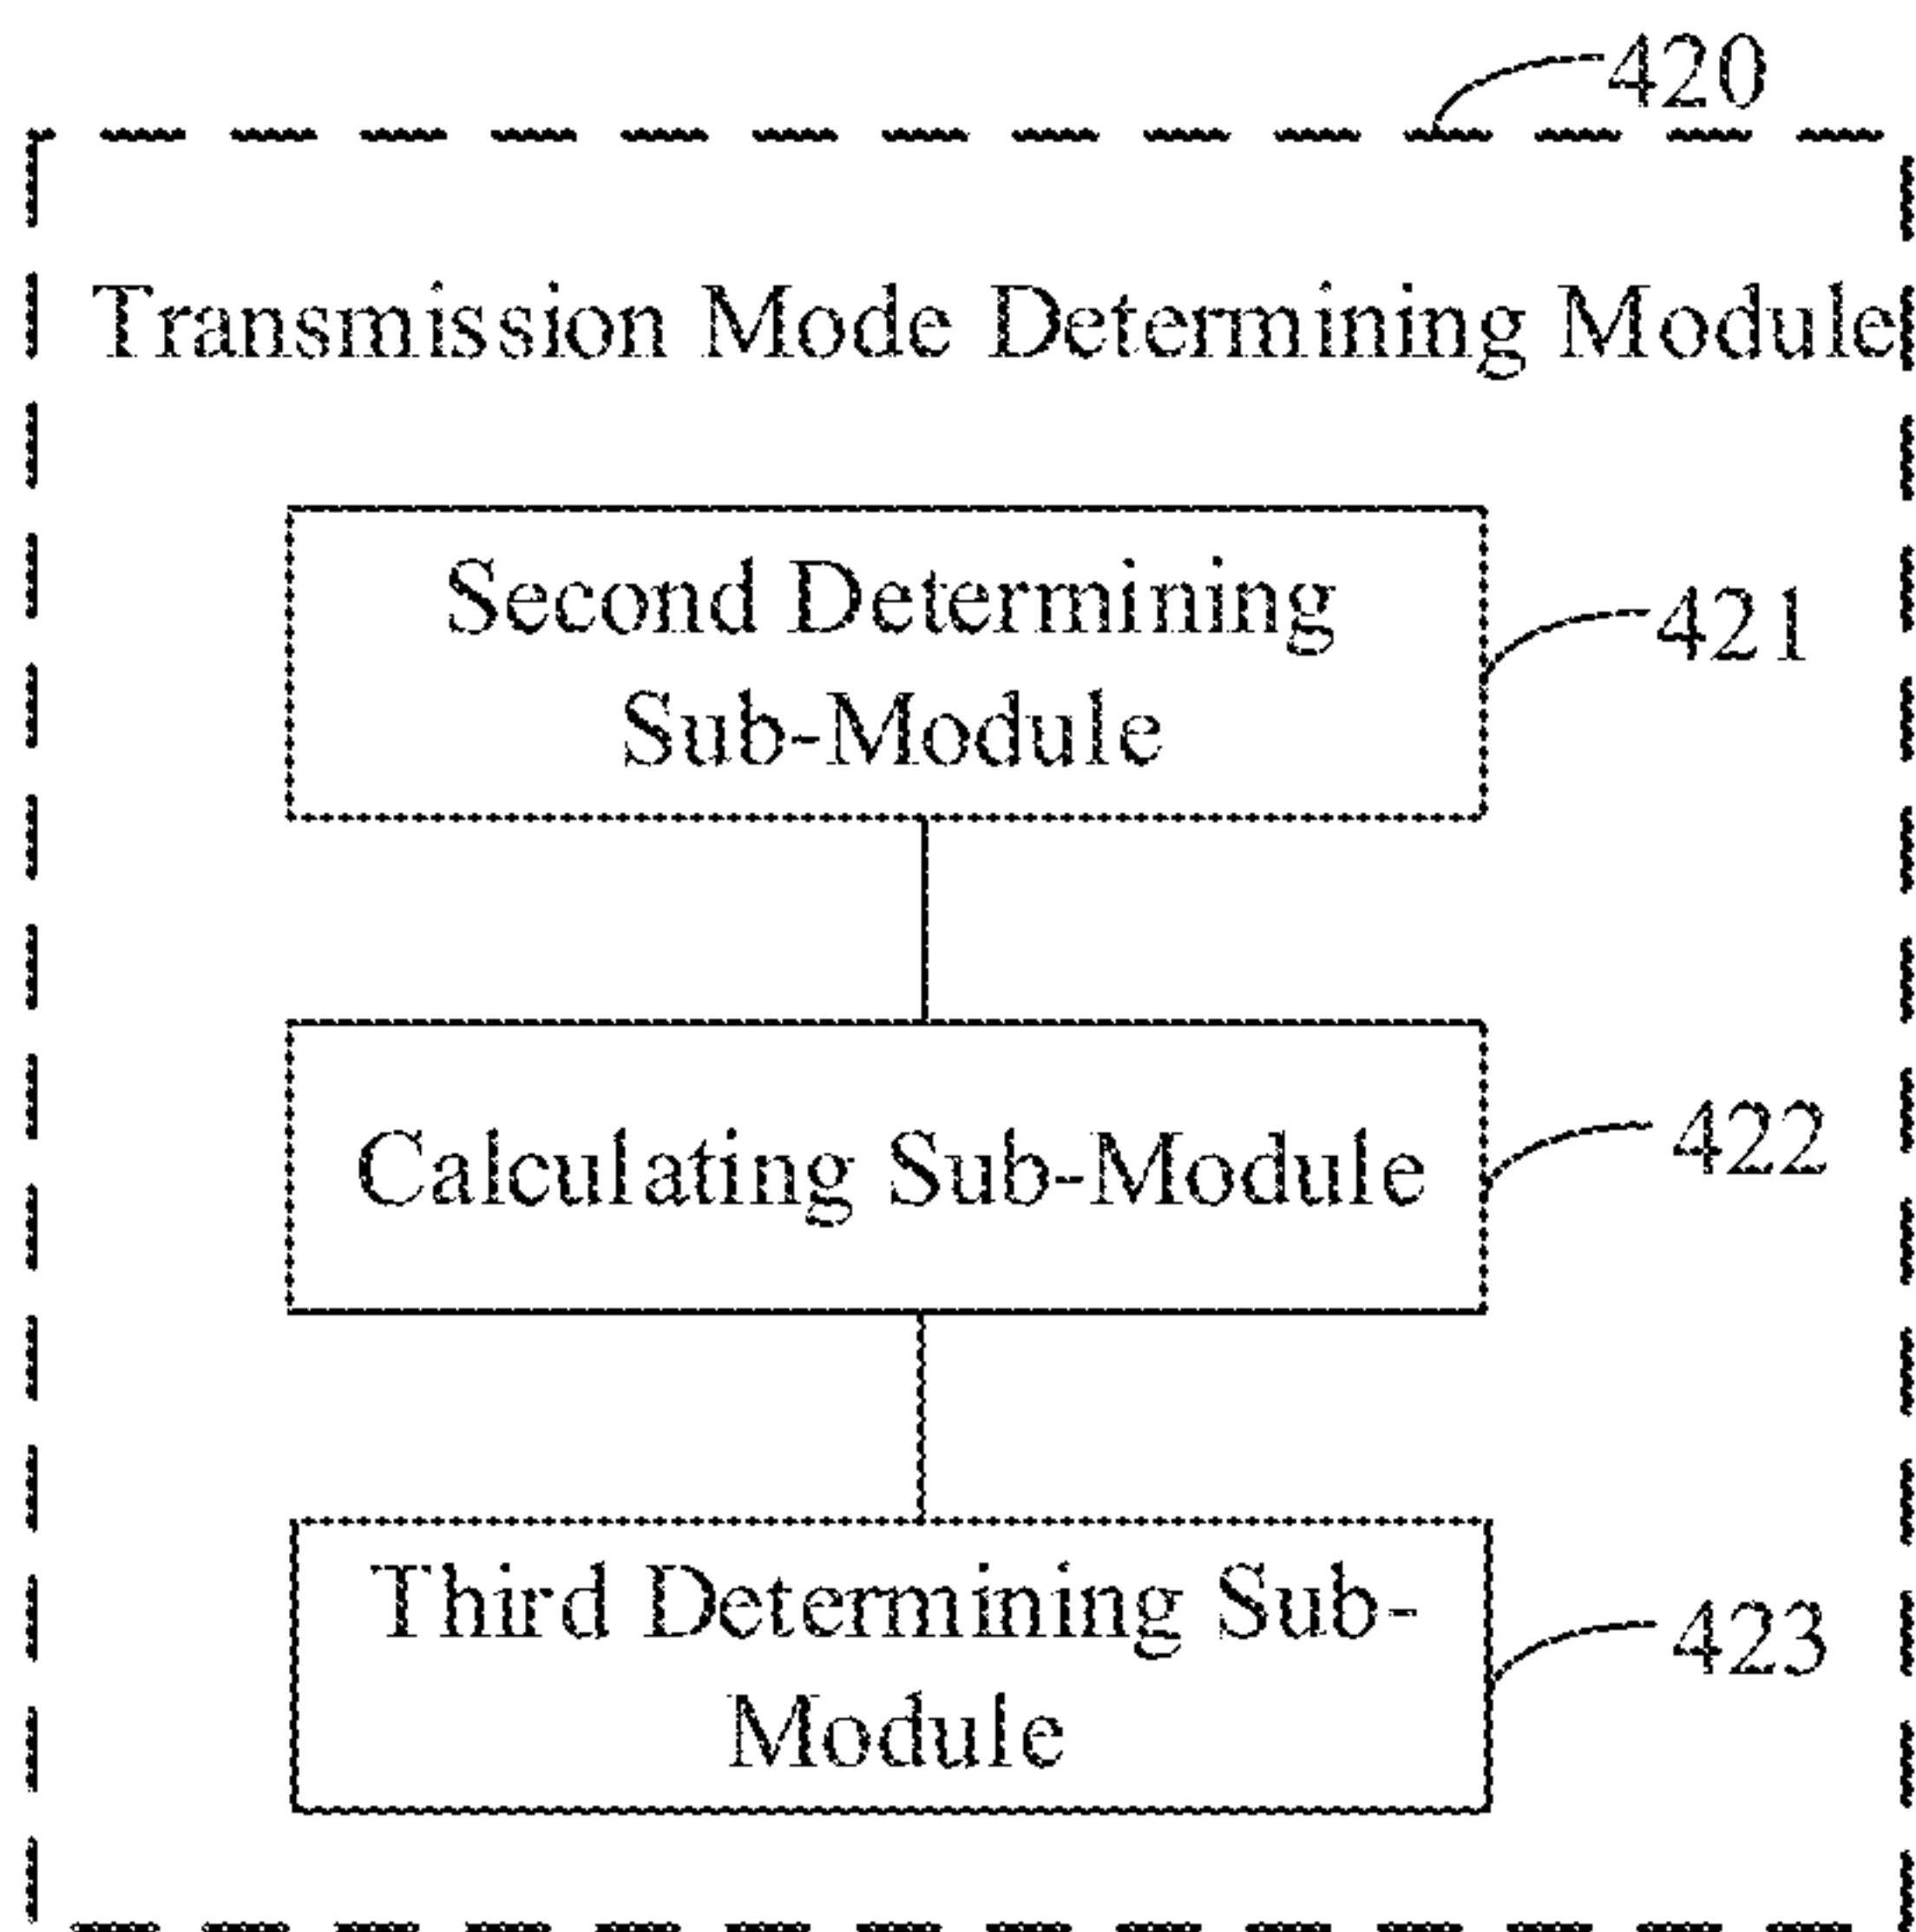 420
Transmission Mode Determining Module
Second Determining
Sub-Module
421
Calculating Sub-Module
422
Third Determining Sub-
Module
423